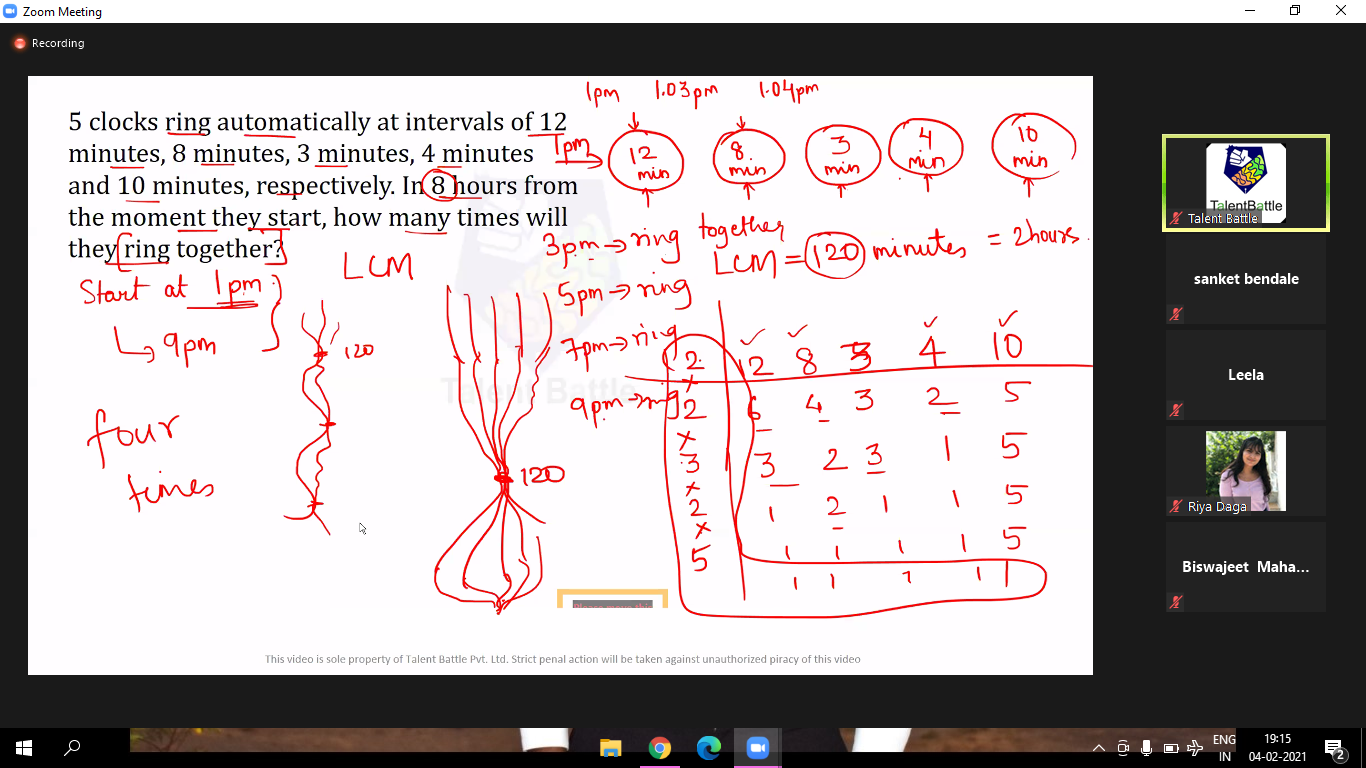 Zoom Meeting
Recording
5 clocks ring automatically at intervals of 12
minutes, 8 minutes, 3 minutes, 4 minutes
and 10 minutes, respectively. In 8 hours from
the moment they start, how many times will
they ring together?
1pm 1.03pm 1.04pm
1pm
12 min
8 min
3 min
4 min
10 min
3pm → ring together
LCM = 120 minutes = 2 hours.
5pm → ring
7pm → ring
9pm → ring
LCM
Start at 1pm
9pm
120
four
times
120
2 12 8 3 4 10
×
2 6 4 3 2 5
×
3 3 2 3 1 5
×
2 1 2 1 1 5
×
5 1 1 1 1 5
1 1 1 1 1
Talent Battle
This video is sole property of Talent Battle Pvt. Ltd. Strict penal action will be taken against unauthorized piracy of this video
TalentBattle
Talent Battle
sanket bendale
Leela
Riya Daga
Biswajeet Maha...
ENG
IN
19:15
04-02-2021
2